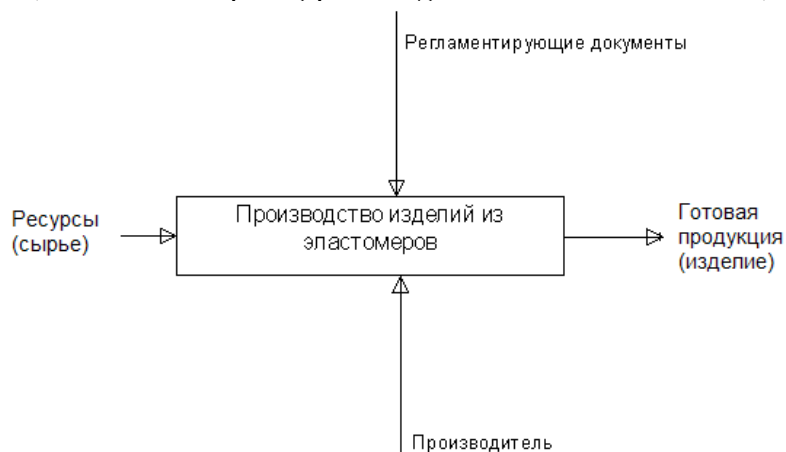 Регламентирующие документы
Производство изделий из
эластомеров
Ресурсы
(сырье)
Готовая
продукция
(изделие)
Производитель